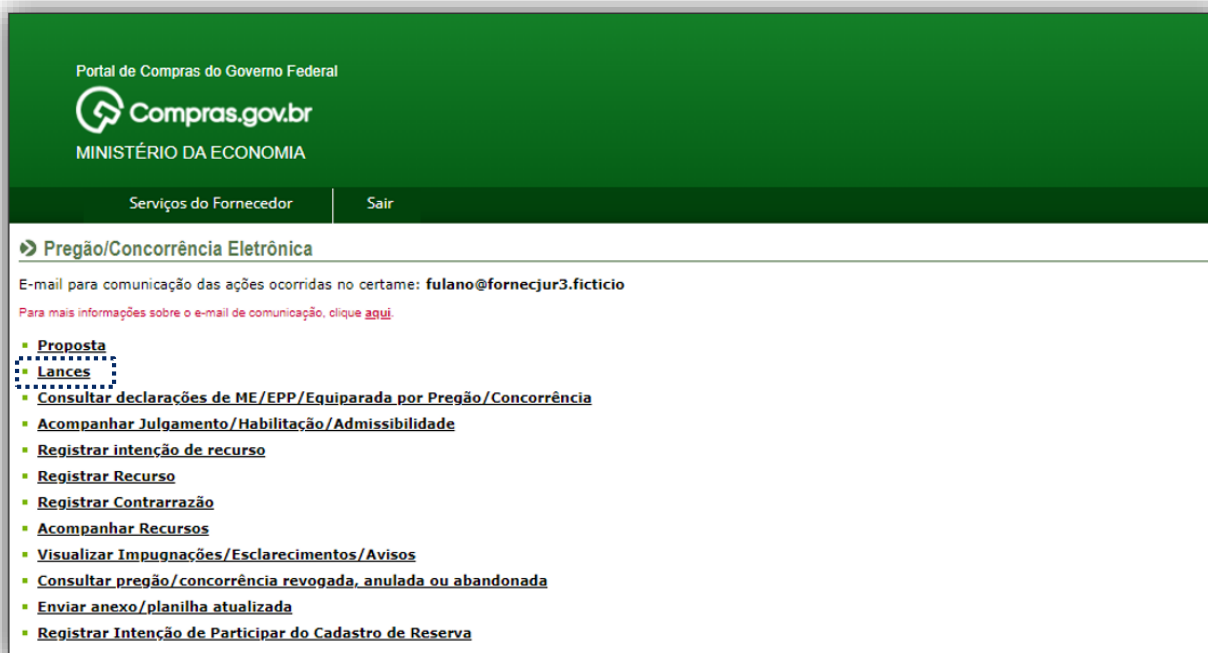 Portal de Compras do Governo Federal
Compras.gov.br
MINISTÉRIO DA ECONOMIA
Serviços do Fornecedor Sair
Pregão/Concorrência Eletrônica
E-mail para comunicação das ações ocorridas no certame: fulano@fornecjur3.ficticio
Para mais informações sobre o e-mail de comunicação, clique aqui.
Proposta
Lances
Consultar declarações de ME/EPP/Equiparada por Pregão/Concorrência
Acompanhar Julgamento/Habilitação/Admissibilidade
Registrar intenção de recurso
Registrar Recurso
Registrar Contrarrazão
Acompanhar Recursos
Visualizar Impugnações/Esclarecimentos/Avisos
Consultar pregão/concorrência revogada, anulada ou abandonada
Enviar anexo/planilha atualizada
Registrar Intenção de Participar do Cadastro de Reserva